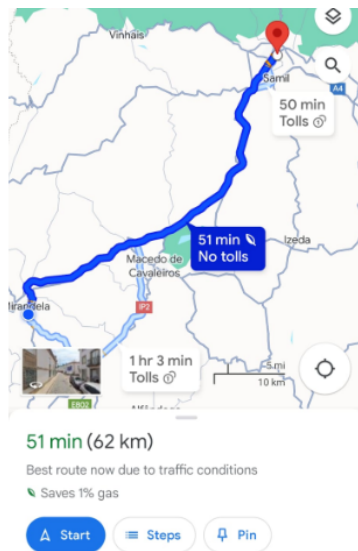 Vinhais
Samil
A4
50 min
Tolls
51 min
No tolls
Izeda
Macedo de
Cavaleiros
Mirandela
IP2
1 hr 3 min
Tolls
5 mi
10 km
51 min (62 km)
Best route now due to traffic conditions
Saves 1% gas
Start
Steps
Pin